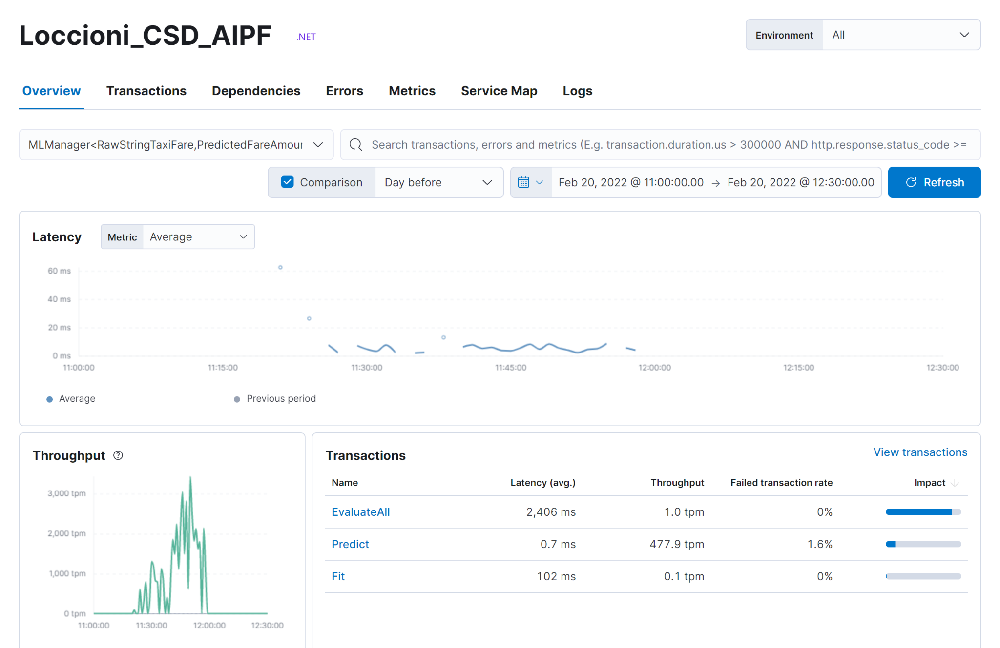 Loccioni_CSD_AIPF .NET
Environment All
Overview Transactions Dependencies Errors Metrics Service Map Logs
MLManager<RawStringTaxiFare,PredictedFareAmour Search transactions, errors and metrics (E.g. transaction.duration.us > 300000 AND http.response.status_code >=
Comparison Day before Feb 20, 2022 @ 11:00:00.00 → Feb 20, 2022 @ 12:30:00.00 Refresh
Latency Metric Average
60 ms
40 ms
20 ms
0 ms
11:00:00 11:15:00 11:30:00 11:45:00 12:00:00 12:15:00 12:30:00
Average Previous period
Throughput
3,000 tpm
2,000 tpm
1,000 tpm
0 tpm
11:00:00 11:30:00 12:00:00 12:30:00
Transactions View transactions
Name Latency (avg.) Throughput Failed transaction rate Impact
EvaluateAll 2,406 ms 1.0 tpm 0%
Predict 0.7 ms 477.9 tpm 1.6%
Fit 102 ms 0.1 tpm 0%